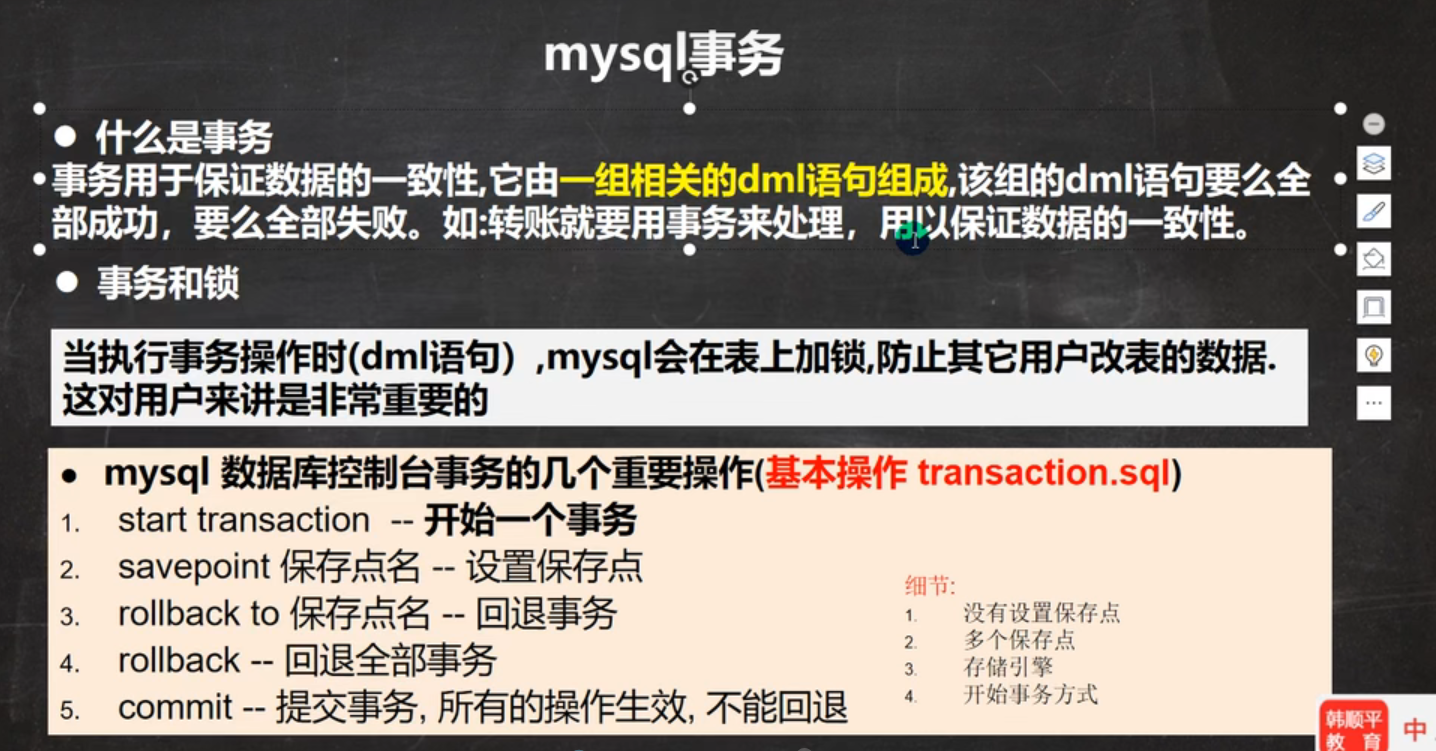 mysql事务
● 什么是事务
事务用于保证数据的一致性,它由一组相关的dml语句组成,该组的dml语句要么全
部成功，要么全部失败。如:转账就要用事务来处理，用以保证数据的一致性。
● 事务和锁
当执行事务操作时(dml语句）,mysql会在表上加锁,防止其它用户改表的数据.
这对用户来讲是非常重要的
● mysql 数据库控制台事务的几个重要操作(基本操作 transaction.sql)
1. start transaction -- 开始一个事务
2. savepoint 保存点名 -- 设置保存点
3. rollback to 保存点名 -- 回退事务
4. rollback -- 回退全部事务
5. commit -- 提交事务, 所有的操作生效, 不能回退
细节:
1. 没有设置保存点
2. 多个保存点
3. 存储引擎
4. 开始事务方式
韩顺平
教 育
中